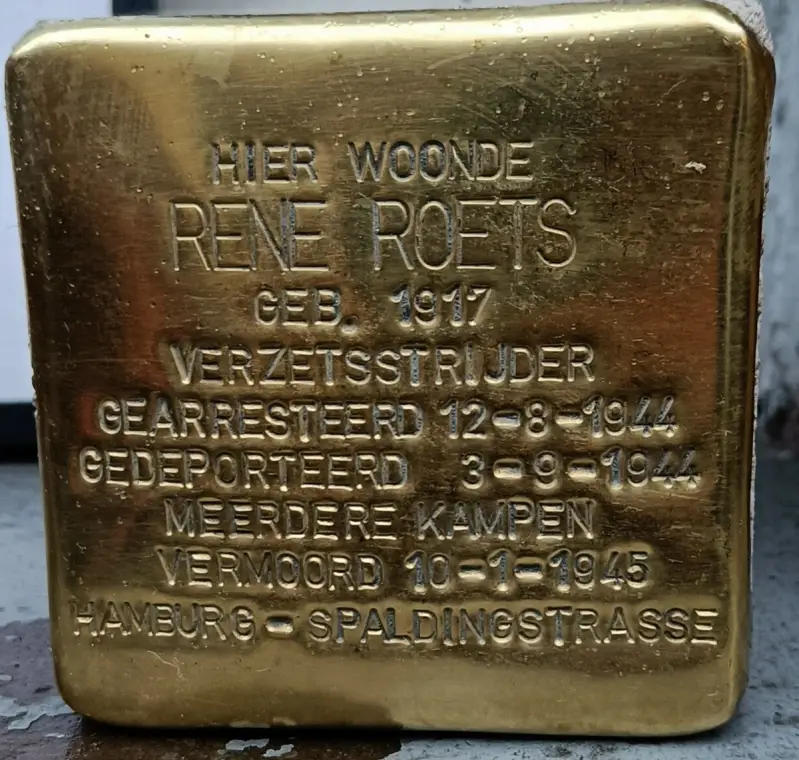 HIER WOONDE
RENE ROETS
GEB. 1917
VERZETSSTRIJDER
GEARRESTEERD 12-8-1944
GEDEPORTEERD 3-9-1944
MEERDERE KAMPEN
VERMOORD 10-1-1945
HAMBURG - SPALDINGSTRASSE